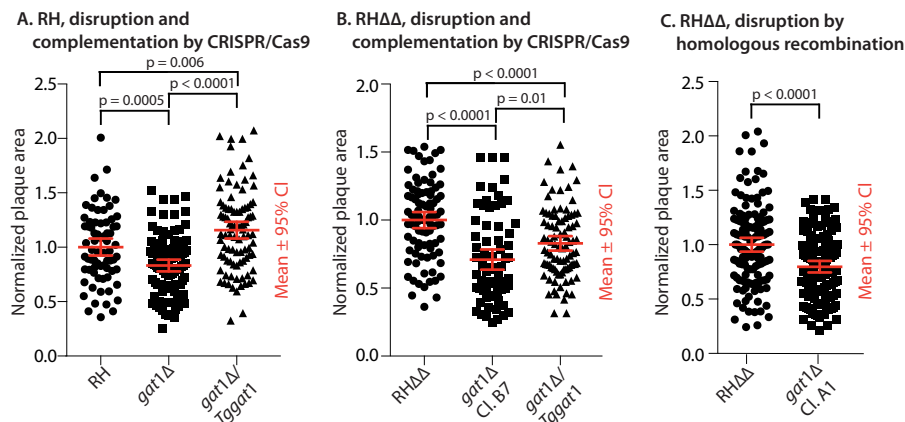 A. RH, disruption and
complementation by CRISPR/Cas9
p = 0.006
p < 0.0001
p = 0.0005
Normalized plaque area
2.5
2.0
1.5
1.0
0.5
0.0
Mean ± 95% CI
RH
gat1Δ
gat1Δ/
Tggat1
B. RHΔΔ, disruption and
complementation by CRISPR/Cas9
p < 0.0001
p = 0.01
p < 0.0001
Normalized plaque area
2.0
1.5
1.0
0.5
0.0
Mean ± 95% CI
RHΔΔ
gat1Δ
Cl. B7
gat1Δ/
Tggat1
C. RHΔΔ, disruption by
homologous recombination
p < 0.0001
Normalized plaque area
2.5
2.0
1.5
1.0
0.5
0.0
Mean ± 95% CI
RHΔΔ
gat1Δ
Cl. A1